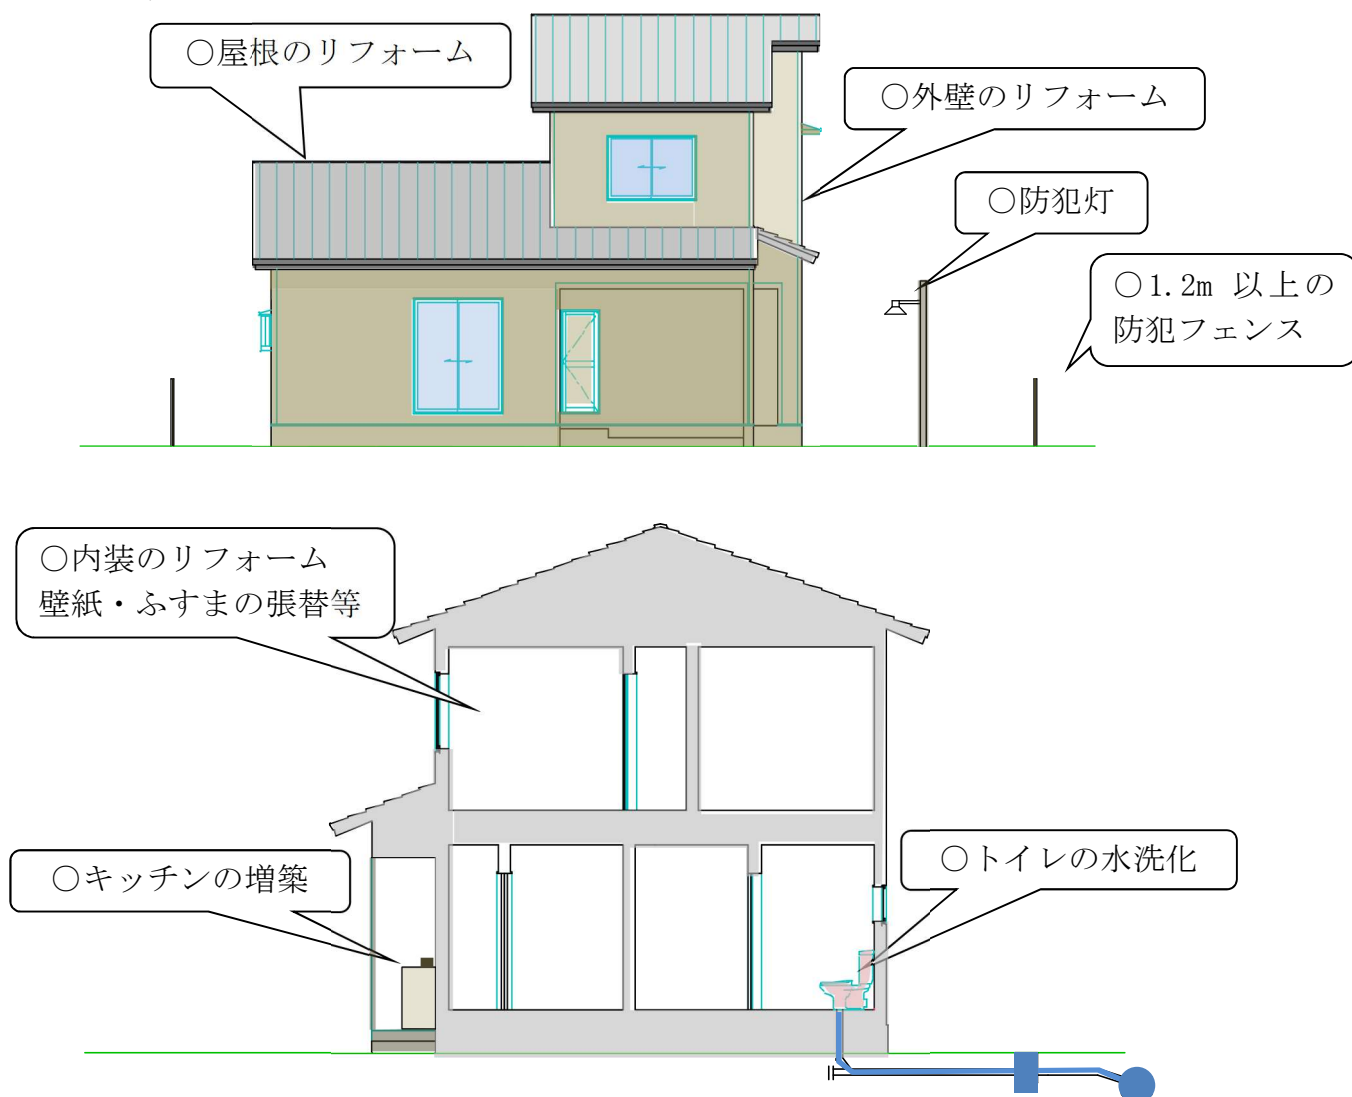 ○屋根のリフォーム
○外壁のリフォーム
○防犯灯
○1.2m 以上の
防犯フェンス
○内装のリフォーム
壁紙・ふすまの張替等
○キッチンの増築
○トイレの水洗化